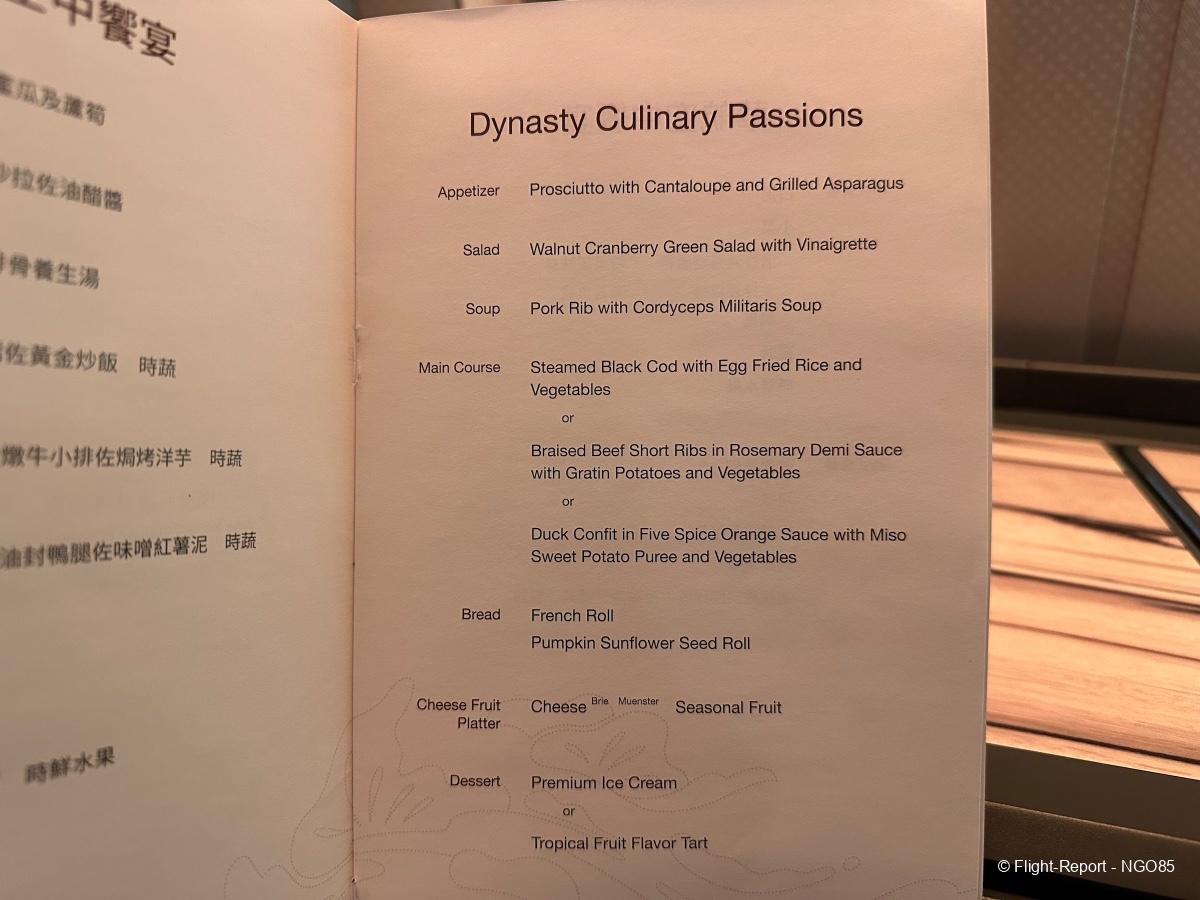 中饗宴
瓜及蘆筍
沙拉佐油醋醬
骨養生湯
佐黃金炒飯 時蔬
燉牛小排佐焗烤洋芋 時蔬
油封鴨腿佐味噌紅薯泥 時蔬
時鮮水果
Dynasty Culinary Passions
Appetizer Prosciutto with Cantaloupe and Grilled Asparagus
Salad Walnut Cranberry Green Salad with Vinaigrette
Soup Pork Rib with Cordyceps Militaris Soup
Main Course Steamed Black Cod with Egg Fried Rice and
Vegetables
or
Braised Beef Short Ribs in Rosemary Demi Sauce
with Gratin Potatoes and Vegetables
or
Duck Confit in Five Spice Orange Sauce with Miso
Sweet Potato Puree and Vegetables
Bread French Roll
Pumpkin Sunflower Seed Roll
Cheese Fruit Cheese Brie Muenster Seasonal Fruit
Platter
Dessert Premium Ice Cream
or
Tropical Fruit Flavor Tart
© Flight-Report - NGO85